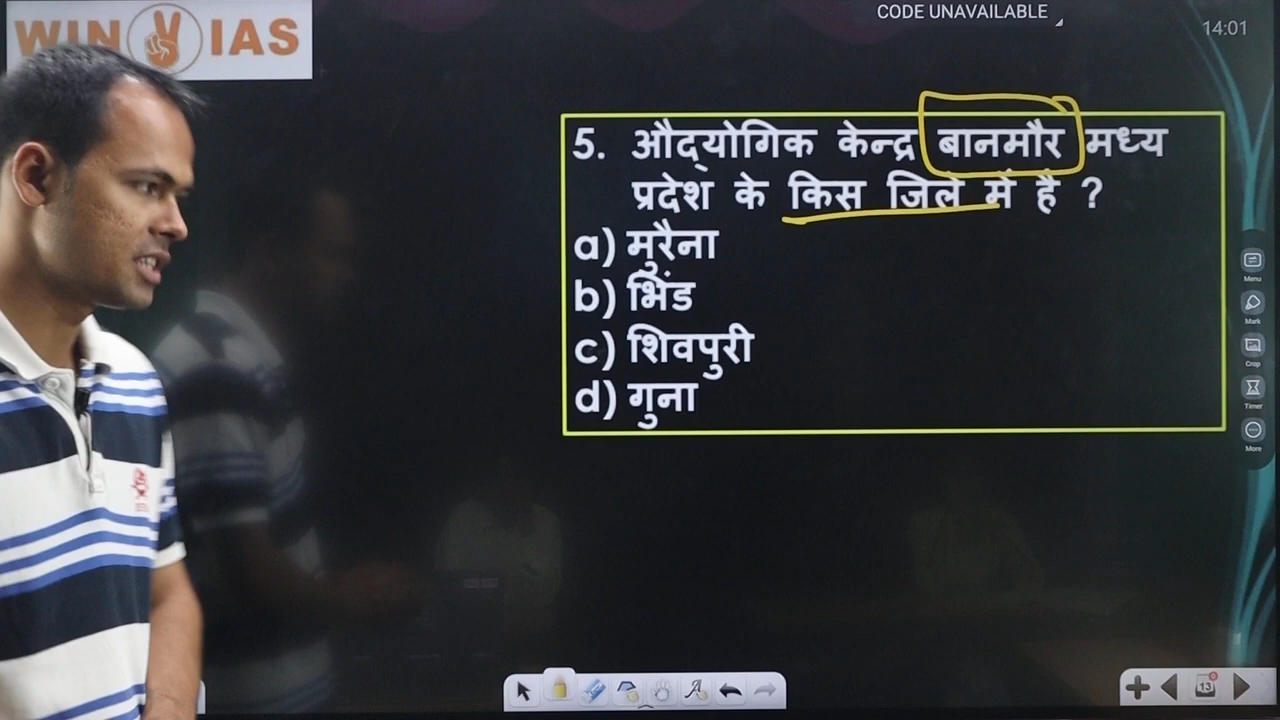 WIN IAS
CODE UNAVAILABLE
14:01
5. औद्योगिक केन्द्र बानमौर मध्य
प्रदेश के किस जिले में है ?
a) मुरैना
b) भिंड
c) शिवपुरी
d) गुना
Menu
Mark
Crop
Timer
More
13